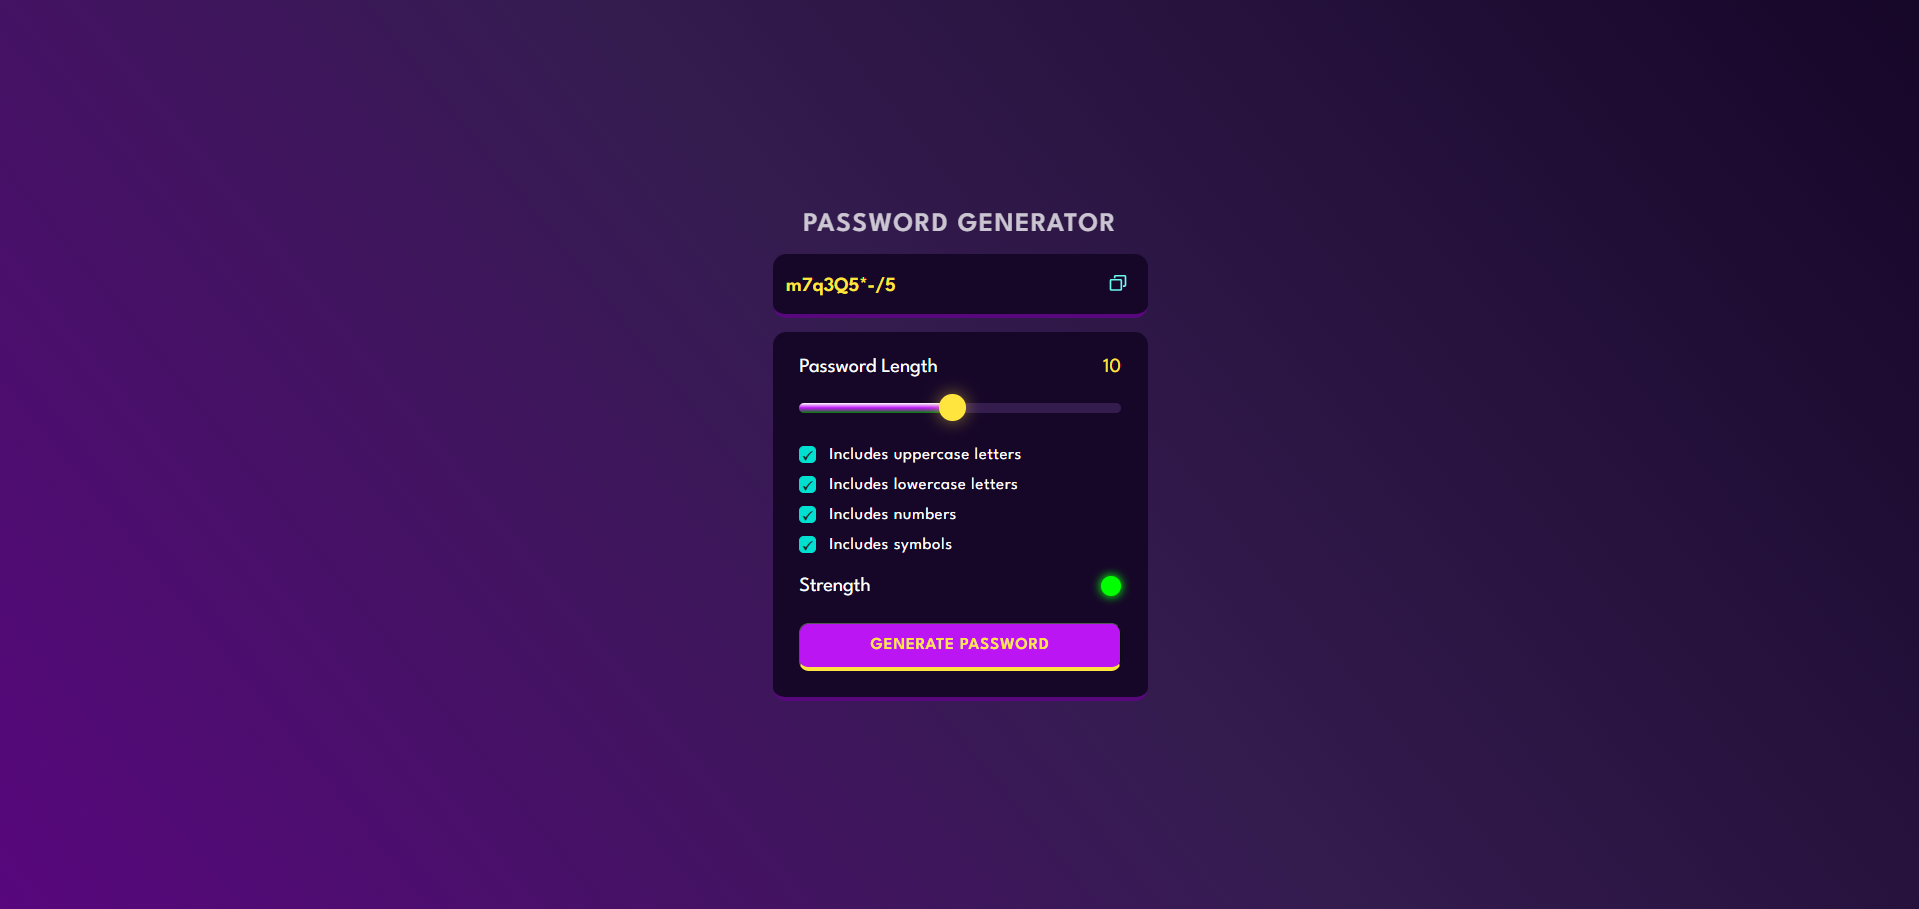 PASSWORD GENERATOR
m7q3Q5*-/5
Password Length 10
Includes uppercase letters
Includes lowercase letters
Includes numbers
Includes symbols
Strength
GENERATE PASSWORD